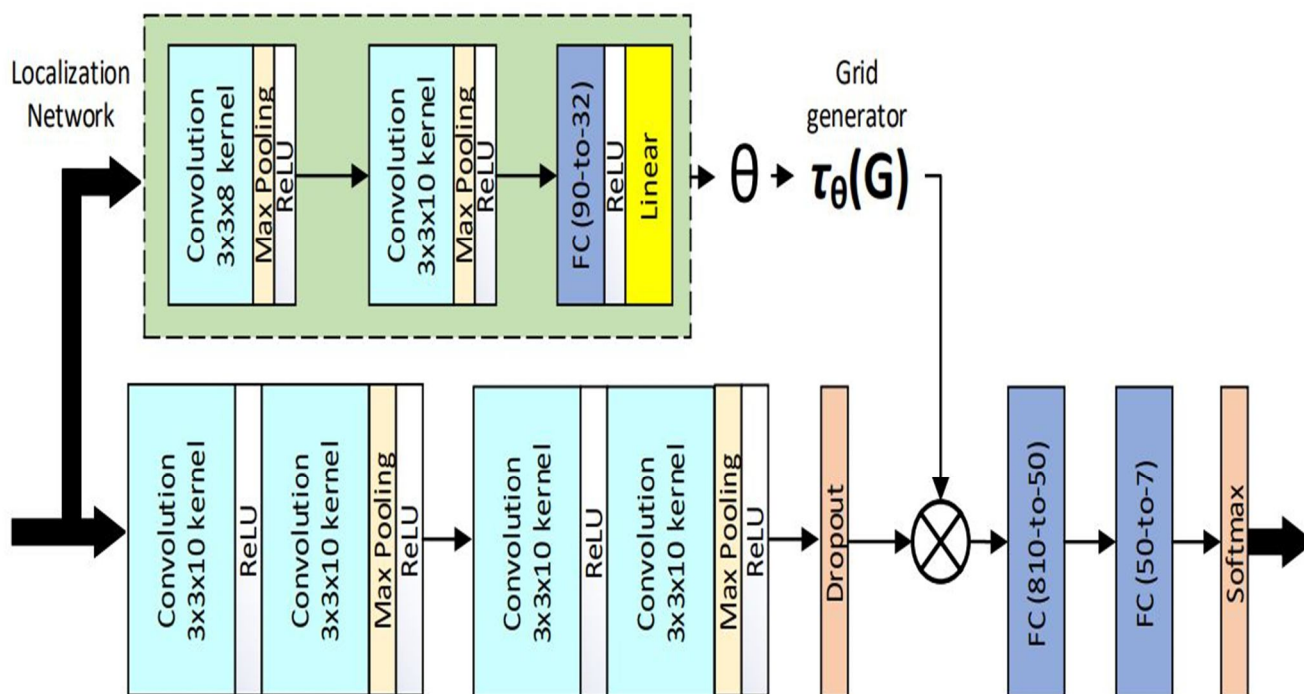 Localization
Network
Convolution
3x3x8 kernel
Max Pooling
ReLU
Convolution
3x3x10 kernel
Max Pooling
ReLU
FC (90-to-32)
ReLU
Linear
θ
Grid
generator
τθ(G)
Convolution
3x3x10 kernel
ReLU
Convolution
3x3x10 kernel
Max Pooling
ReLU
Convolution
3x3x10 kernel
ReLU
Convolution
3x3x10 kernel
Max Pooling
ReLU
Dropout
FC (810-to-50)
FC (50-to-7)
Softmax